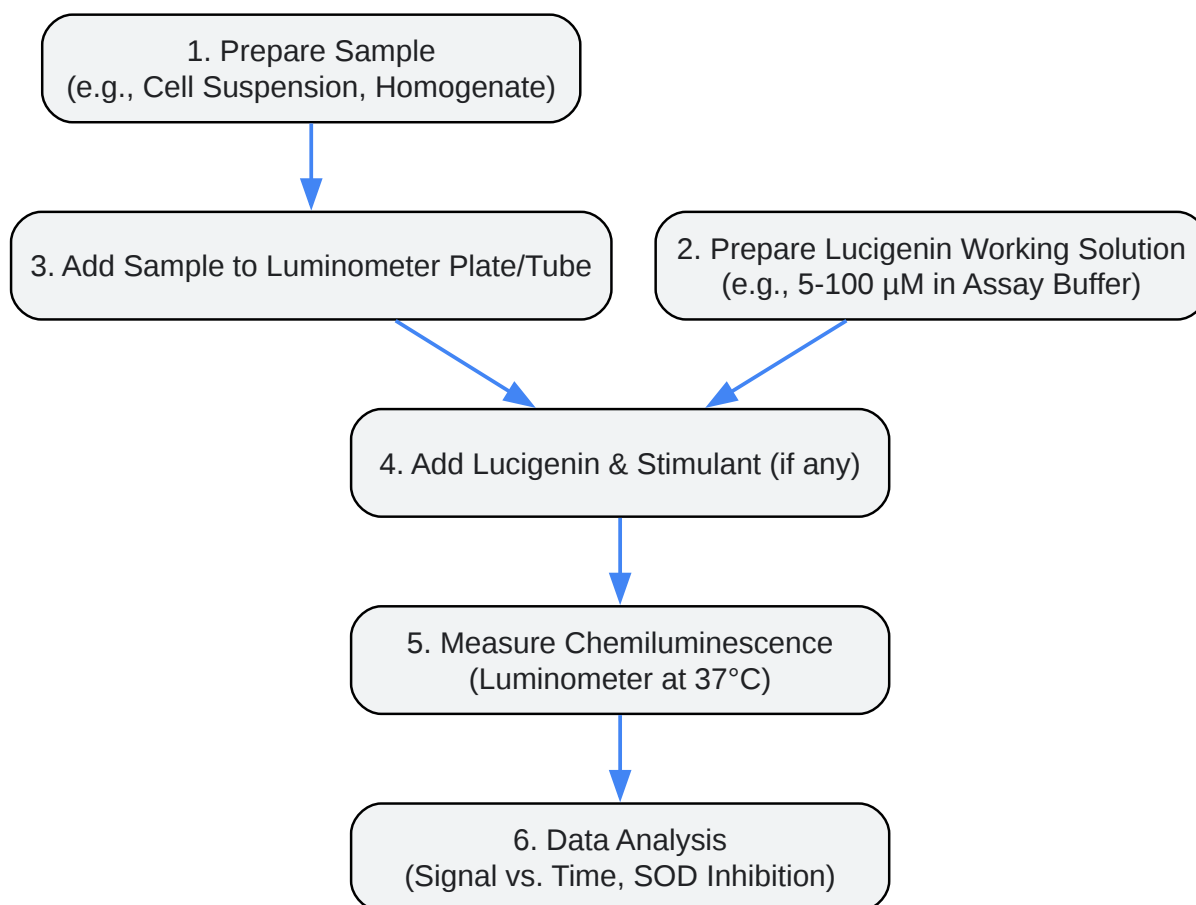 1. Prepare Sample
(e.g., Cell Suspension, Homogenate)
3. Add Sample to Luminometer Plate/Tube
2. Prepare Lucigenin Working Solution
(e.g., 5-100 µM in Assay Buffer)
4. Add Lucigenin & Stimulant (if any)
5. Measure Chemiluminescence
(Luminometer at 37°C)
6. Data Analysis
(Signal vs. Time, SOD Inhibition)